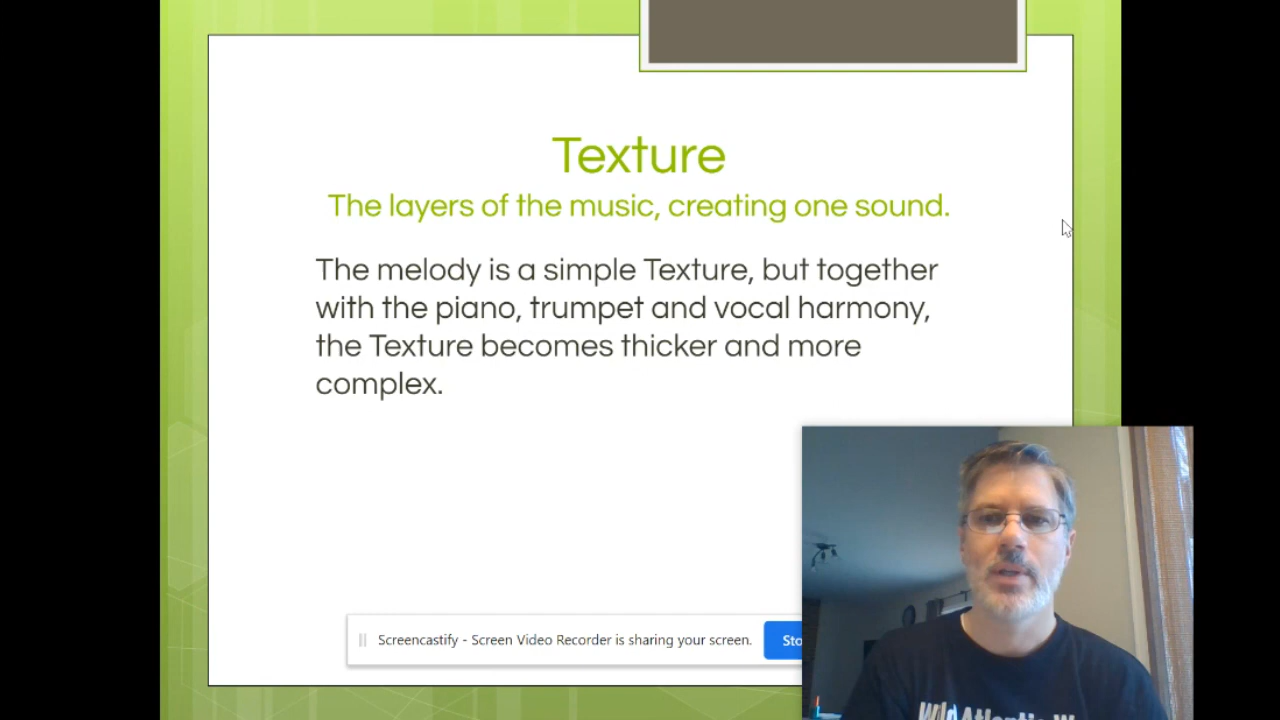 Texture
The layers of the music, creating one sound.
The melody is a simple Texture, but together
with the piano, trumpet and vocal harmony,
the Texture becomes thicker and more
complex.
Screencastify - Screen Video Recorder is sharing your screen.
Wild Atlantic